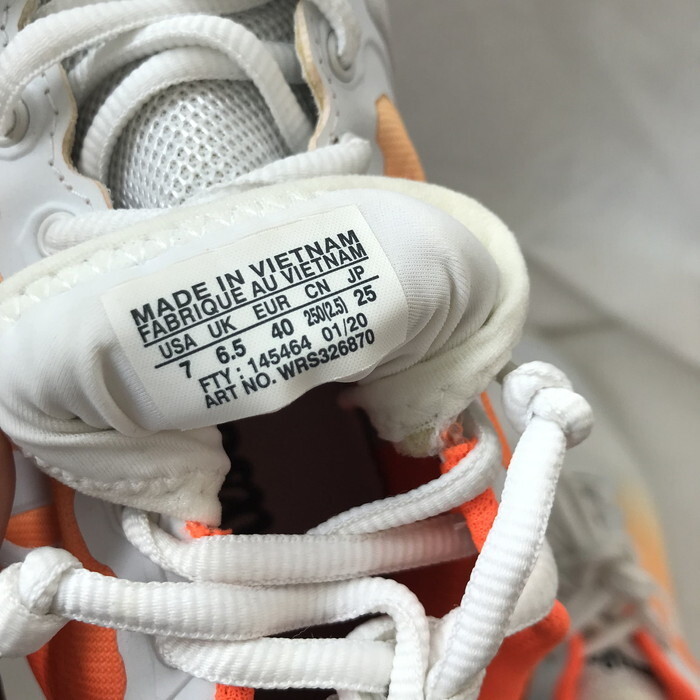 MADE IN VIETNAM
FABRIQUE AU VIETNAM
USA UK EUR CN JP
7 6.5 40 250(2.5) 25
FTY : 145464 01/20
ART NO. WRS326870